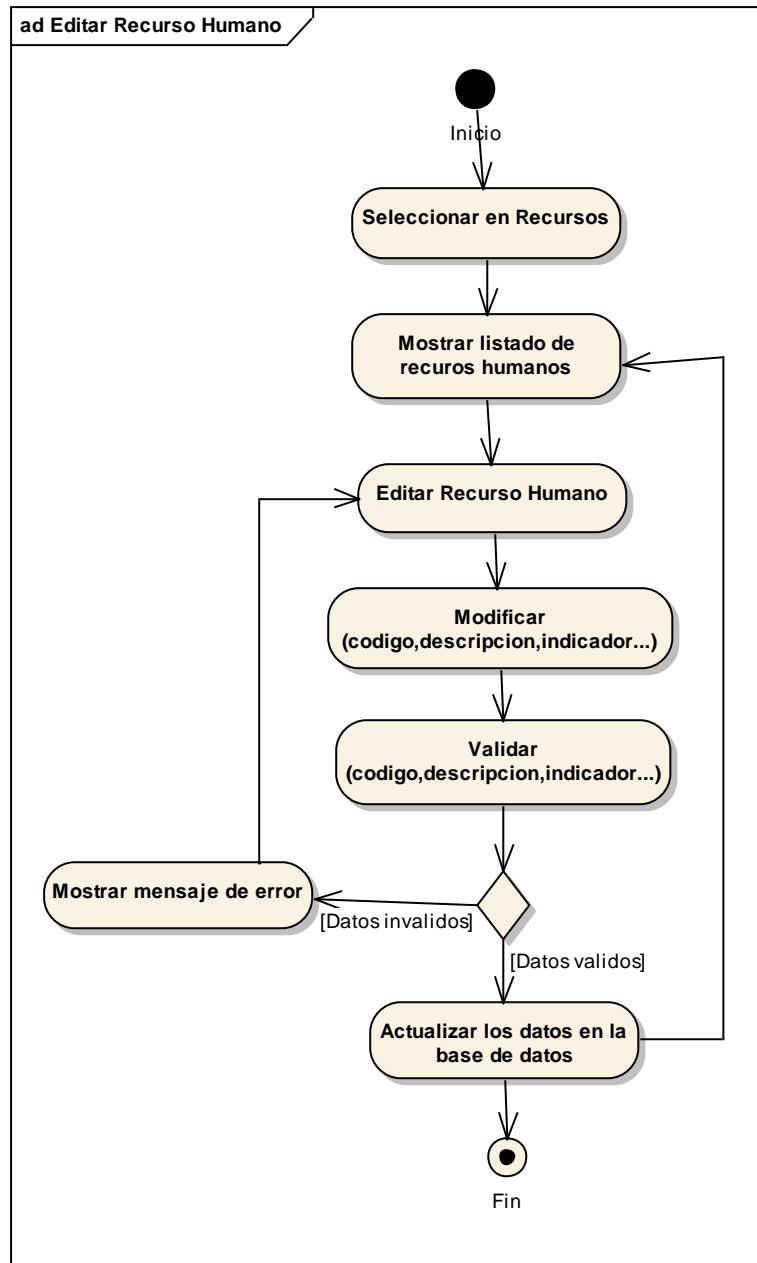 ad Editar Recurso Humano
Inicio
Seleccionar en Recursos
Mostrar listado de
recuros humanos
Editar Recurso Humano
Modificar
(codigo,descripcion,indicador...)
Validar
(codigo,descripcion,indicador...)
Mostrar mensaje de error
[Datos invalidos]
[Datos validos]
Actualizar los datos en la
base de datos
Fin